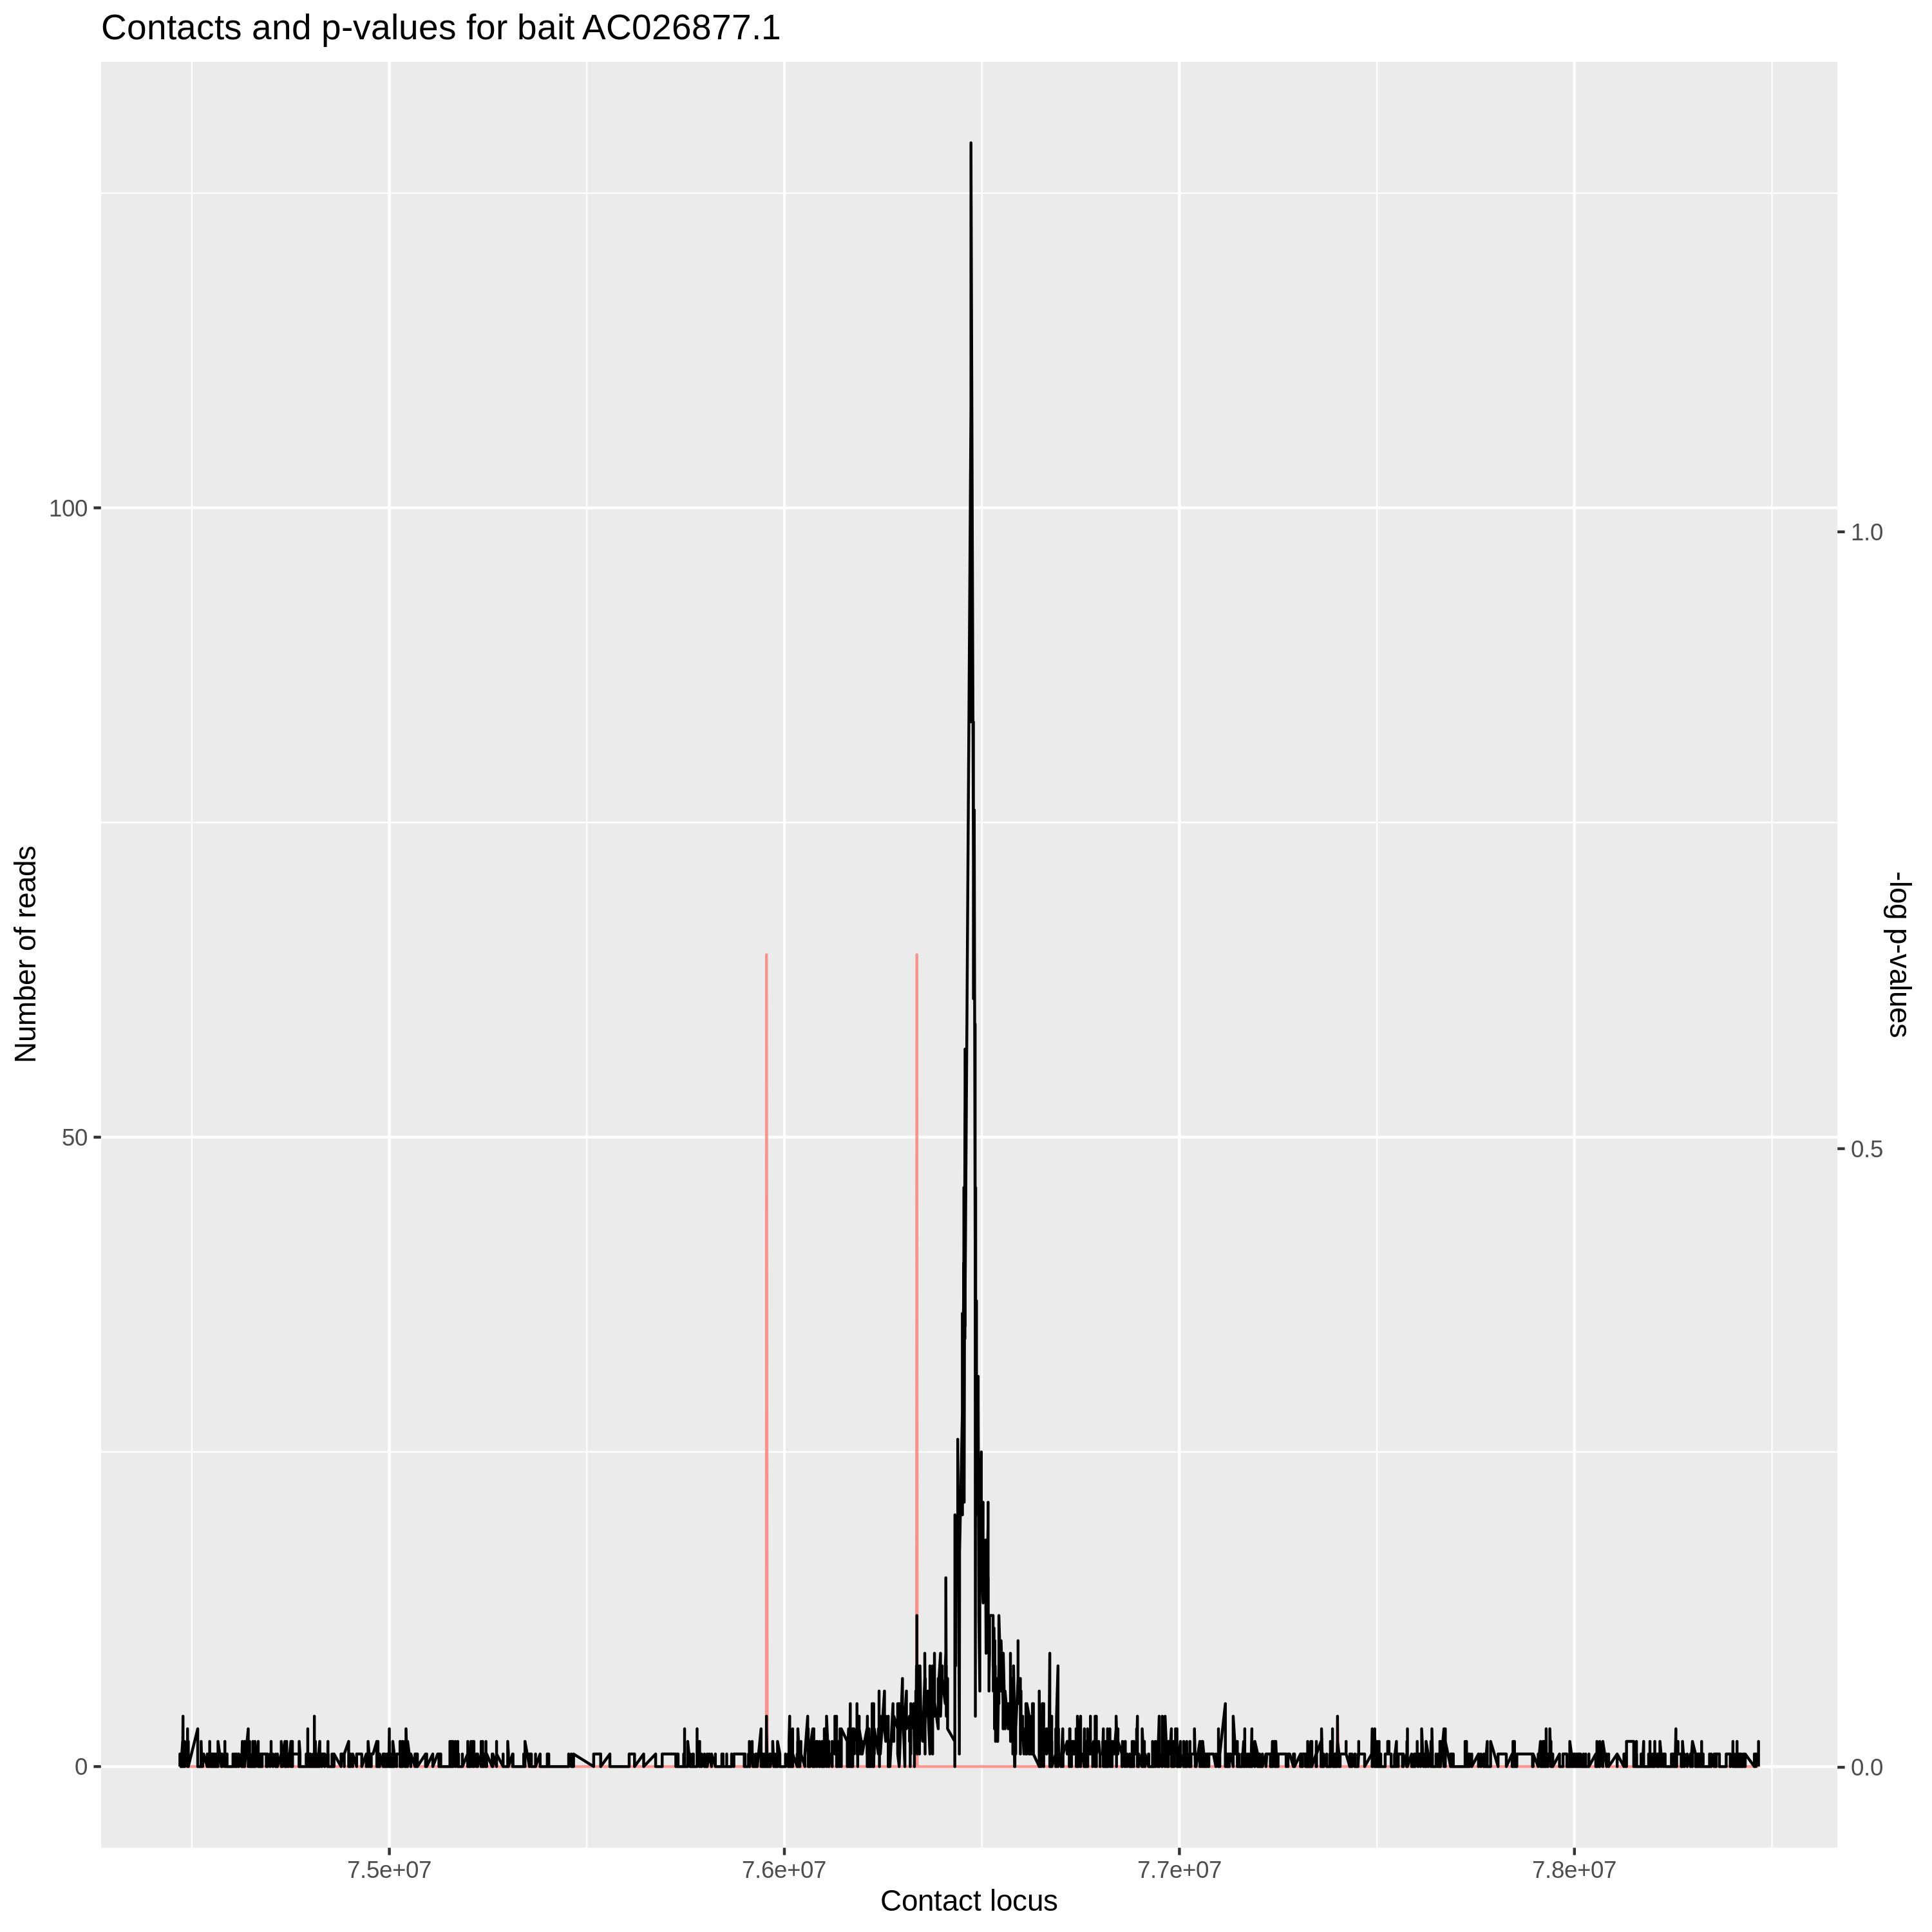 Contacts and p-values for bait AC026877.1
100
50
0
Number of reads
1.0
0.5
0.0
-log p-values
7.5e+07
7.6e+07
7.7e+07
7.8e+07
Contact locus